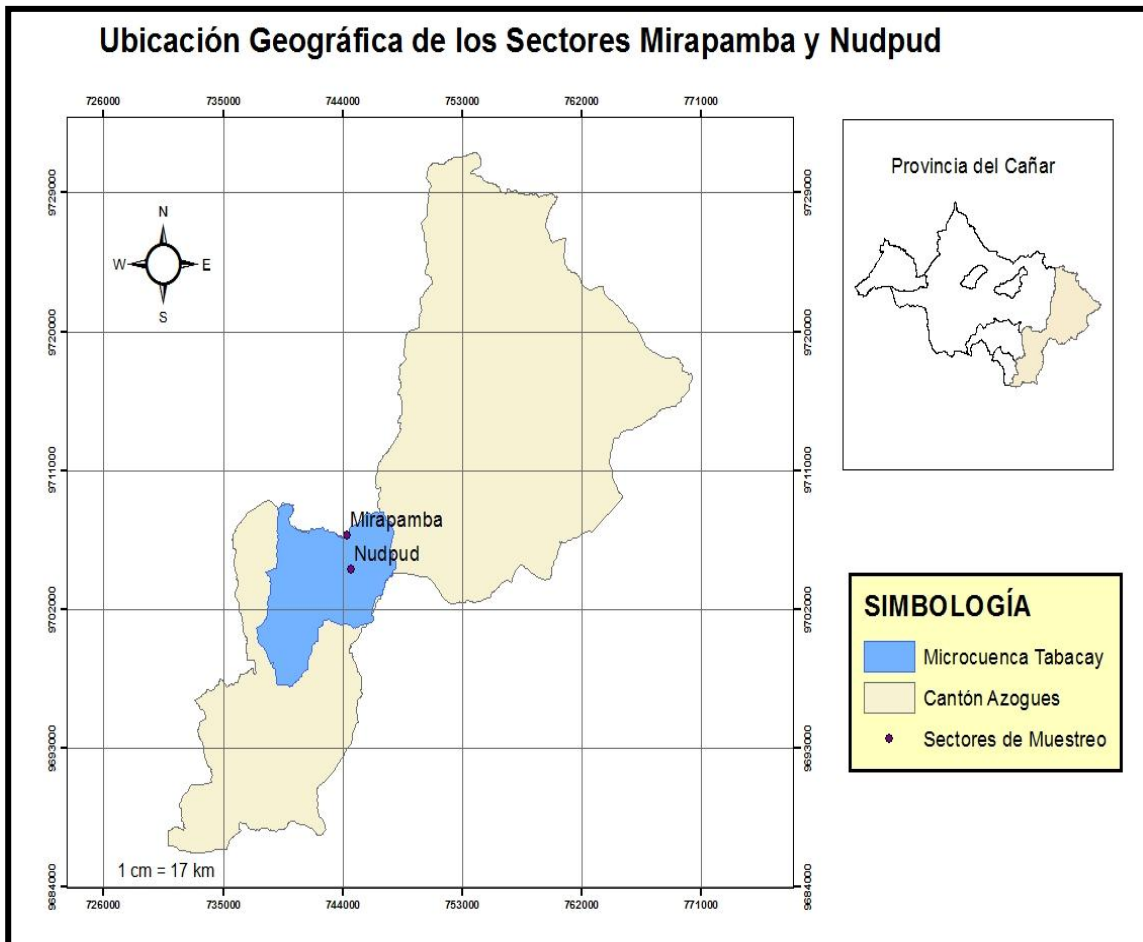 Ubicación Geográfica de los Sectores Mirapamba y Nudpud
726000 735000 744000 753000 762000 771000
Provincia del Cañar
9729000 9729000
N
W E
S
9720000 9720000
9711000 9711000
Mirapamba
Nudpud
9702000 9702000
SIMBOLOGÍA
Microcuenca Tabacay
Cantón Azogues
Sectores de Muestreo
9693000 9693000
1 cm = 17 km
9684000 9684000
726000 735000 744000 753000 762000 771000